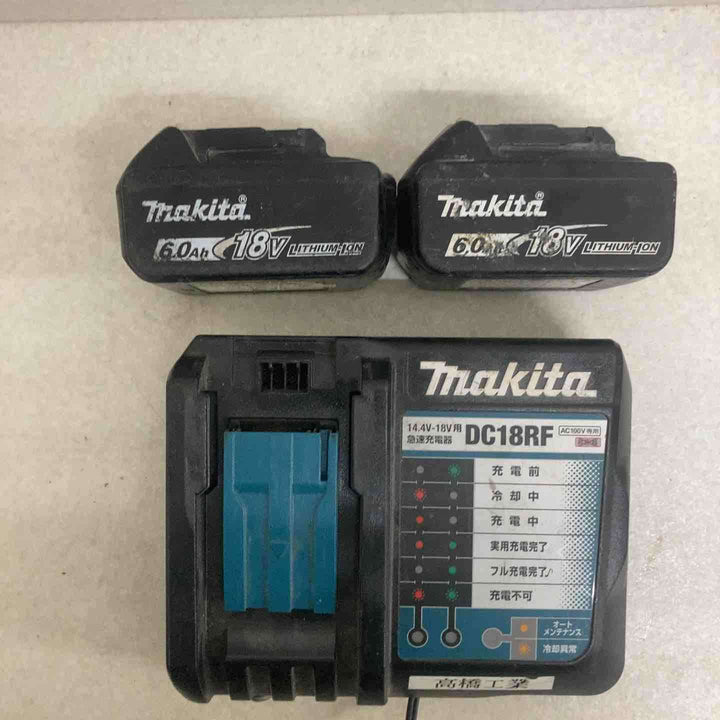 makita®
6.0Ah 18V LITHIUM-ION
makita
6.0 18V LITHIUM-ION
makita
14.4V-18V用
急速充電器
DC18RF
AC100V専用
充電前
冷却中
充電中
実用充電完了
フル充電完了♪
充電不可
オート
メンテナンス
冷却異常
高橋工業